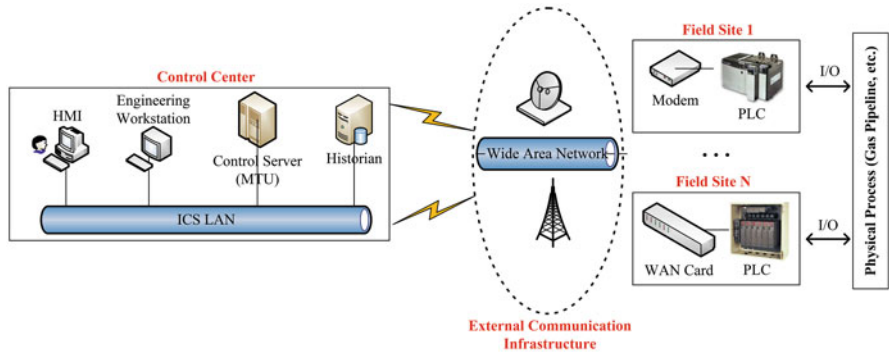 Control Center
HMI
Engineering
Workstation
Control Server
(MTU)
Historian
ICS LAN
Wide Area Network
External Communication
Infrastructure
Field Site 1
Modem
PLC
I/O
...
Field Site N
WAN Card
PLC
I/O
Physical Process (Gas Pipeline, etc.)